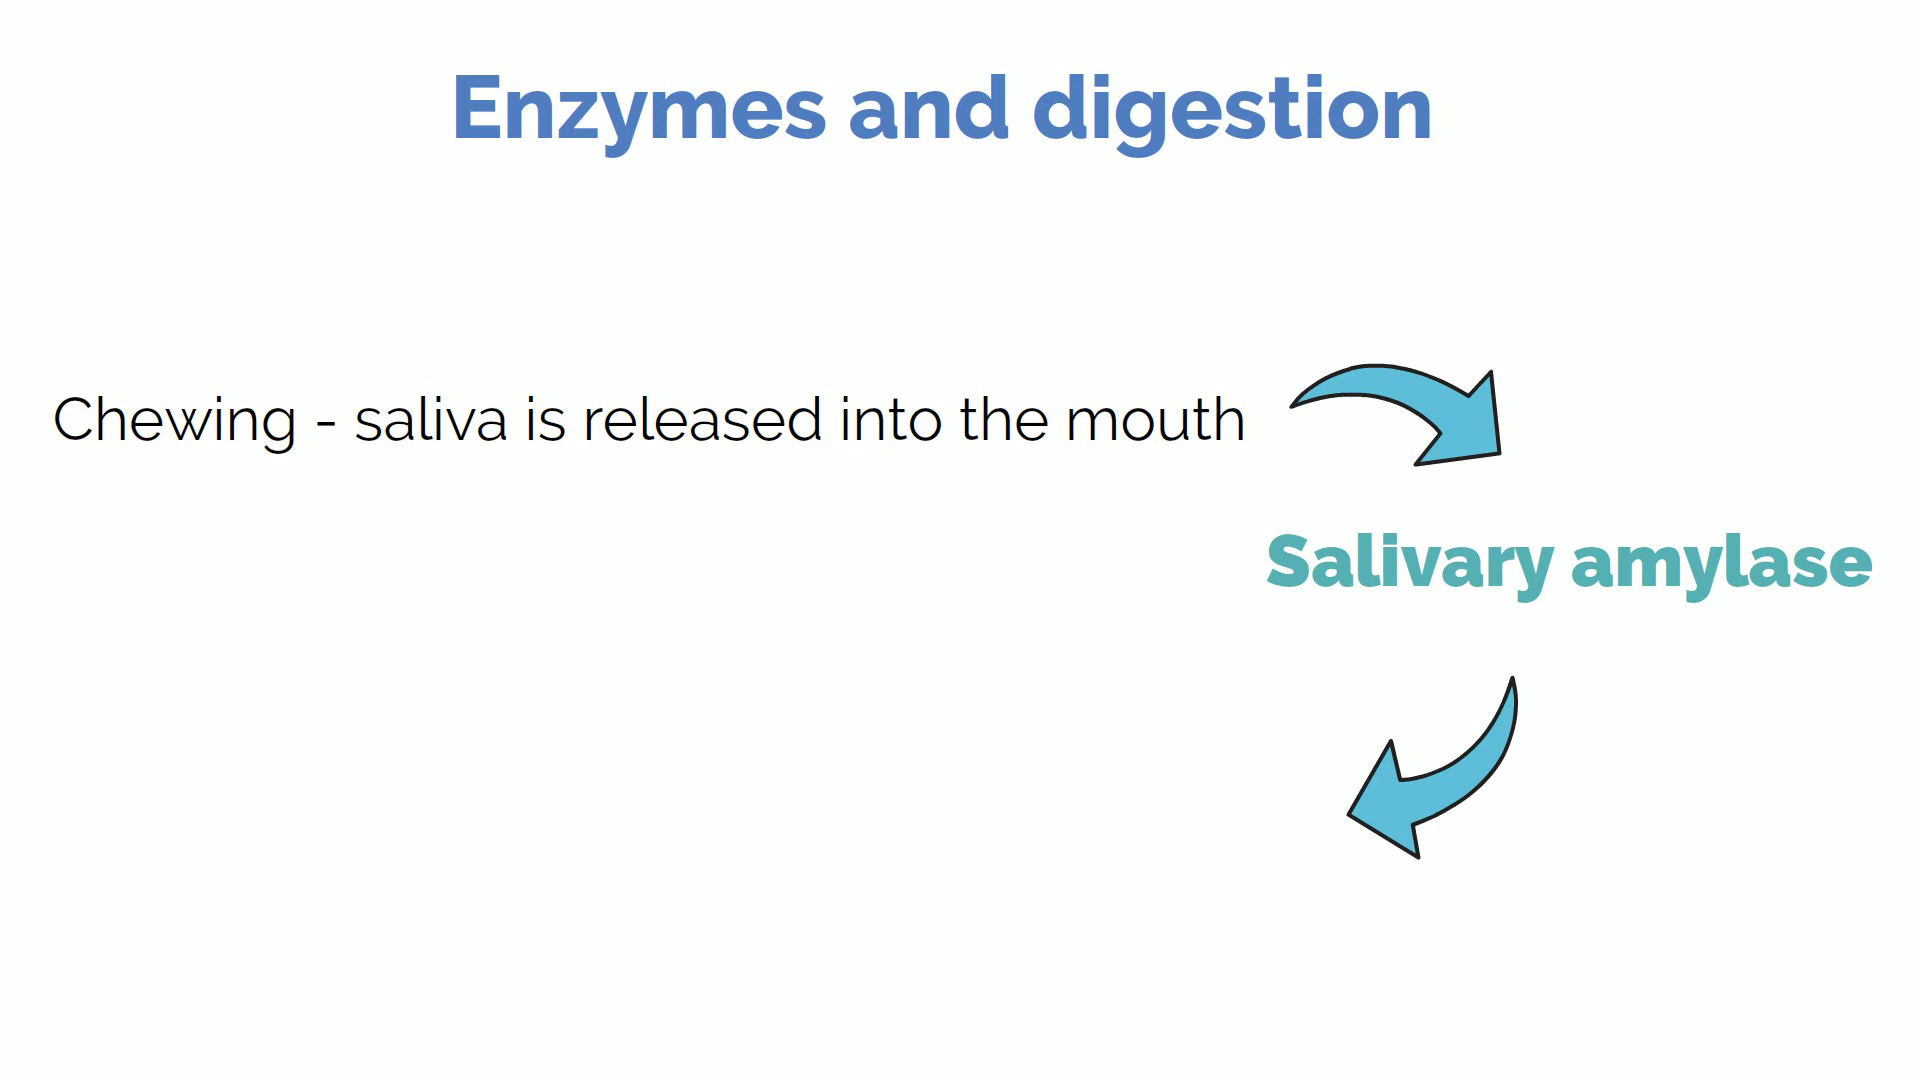 Enzymes and digestion
Chewing - saliva is released into the mouth
Salivary amylase